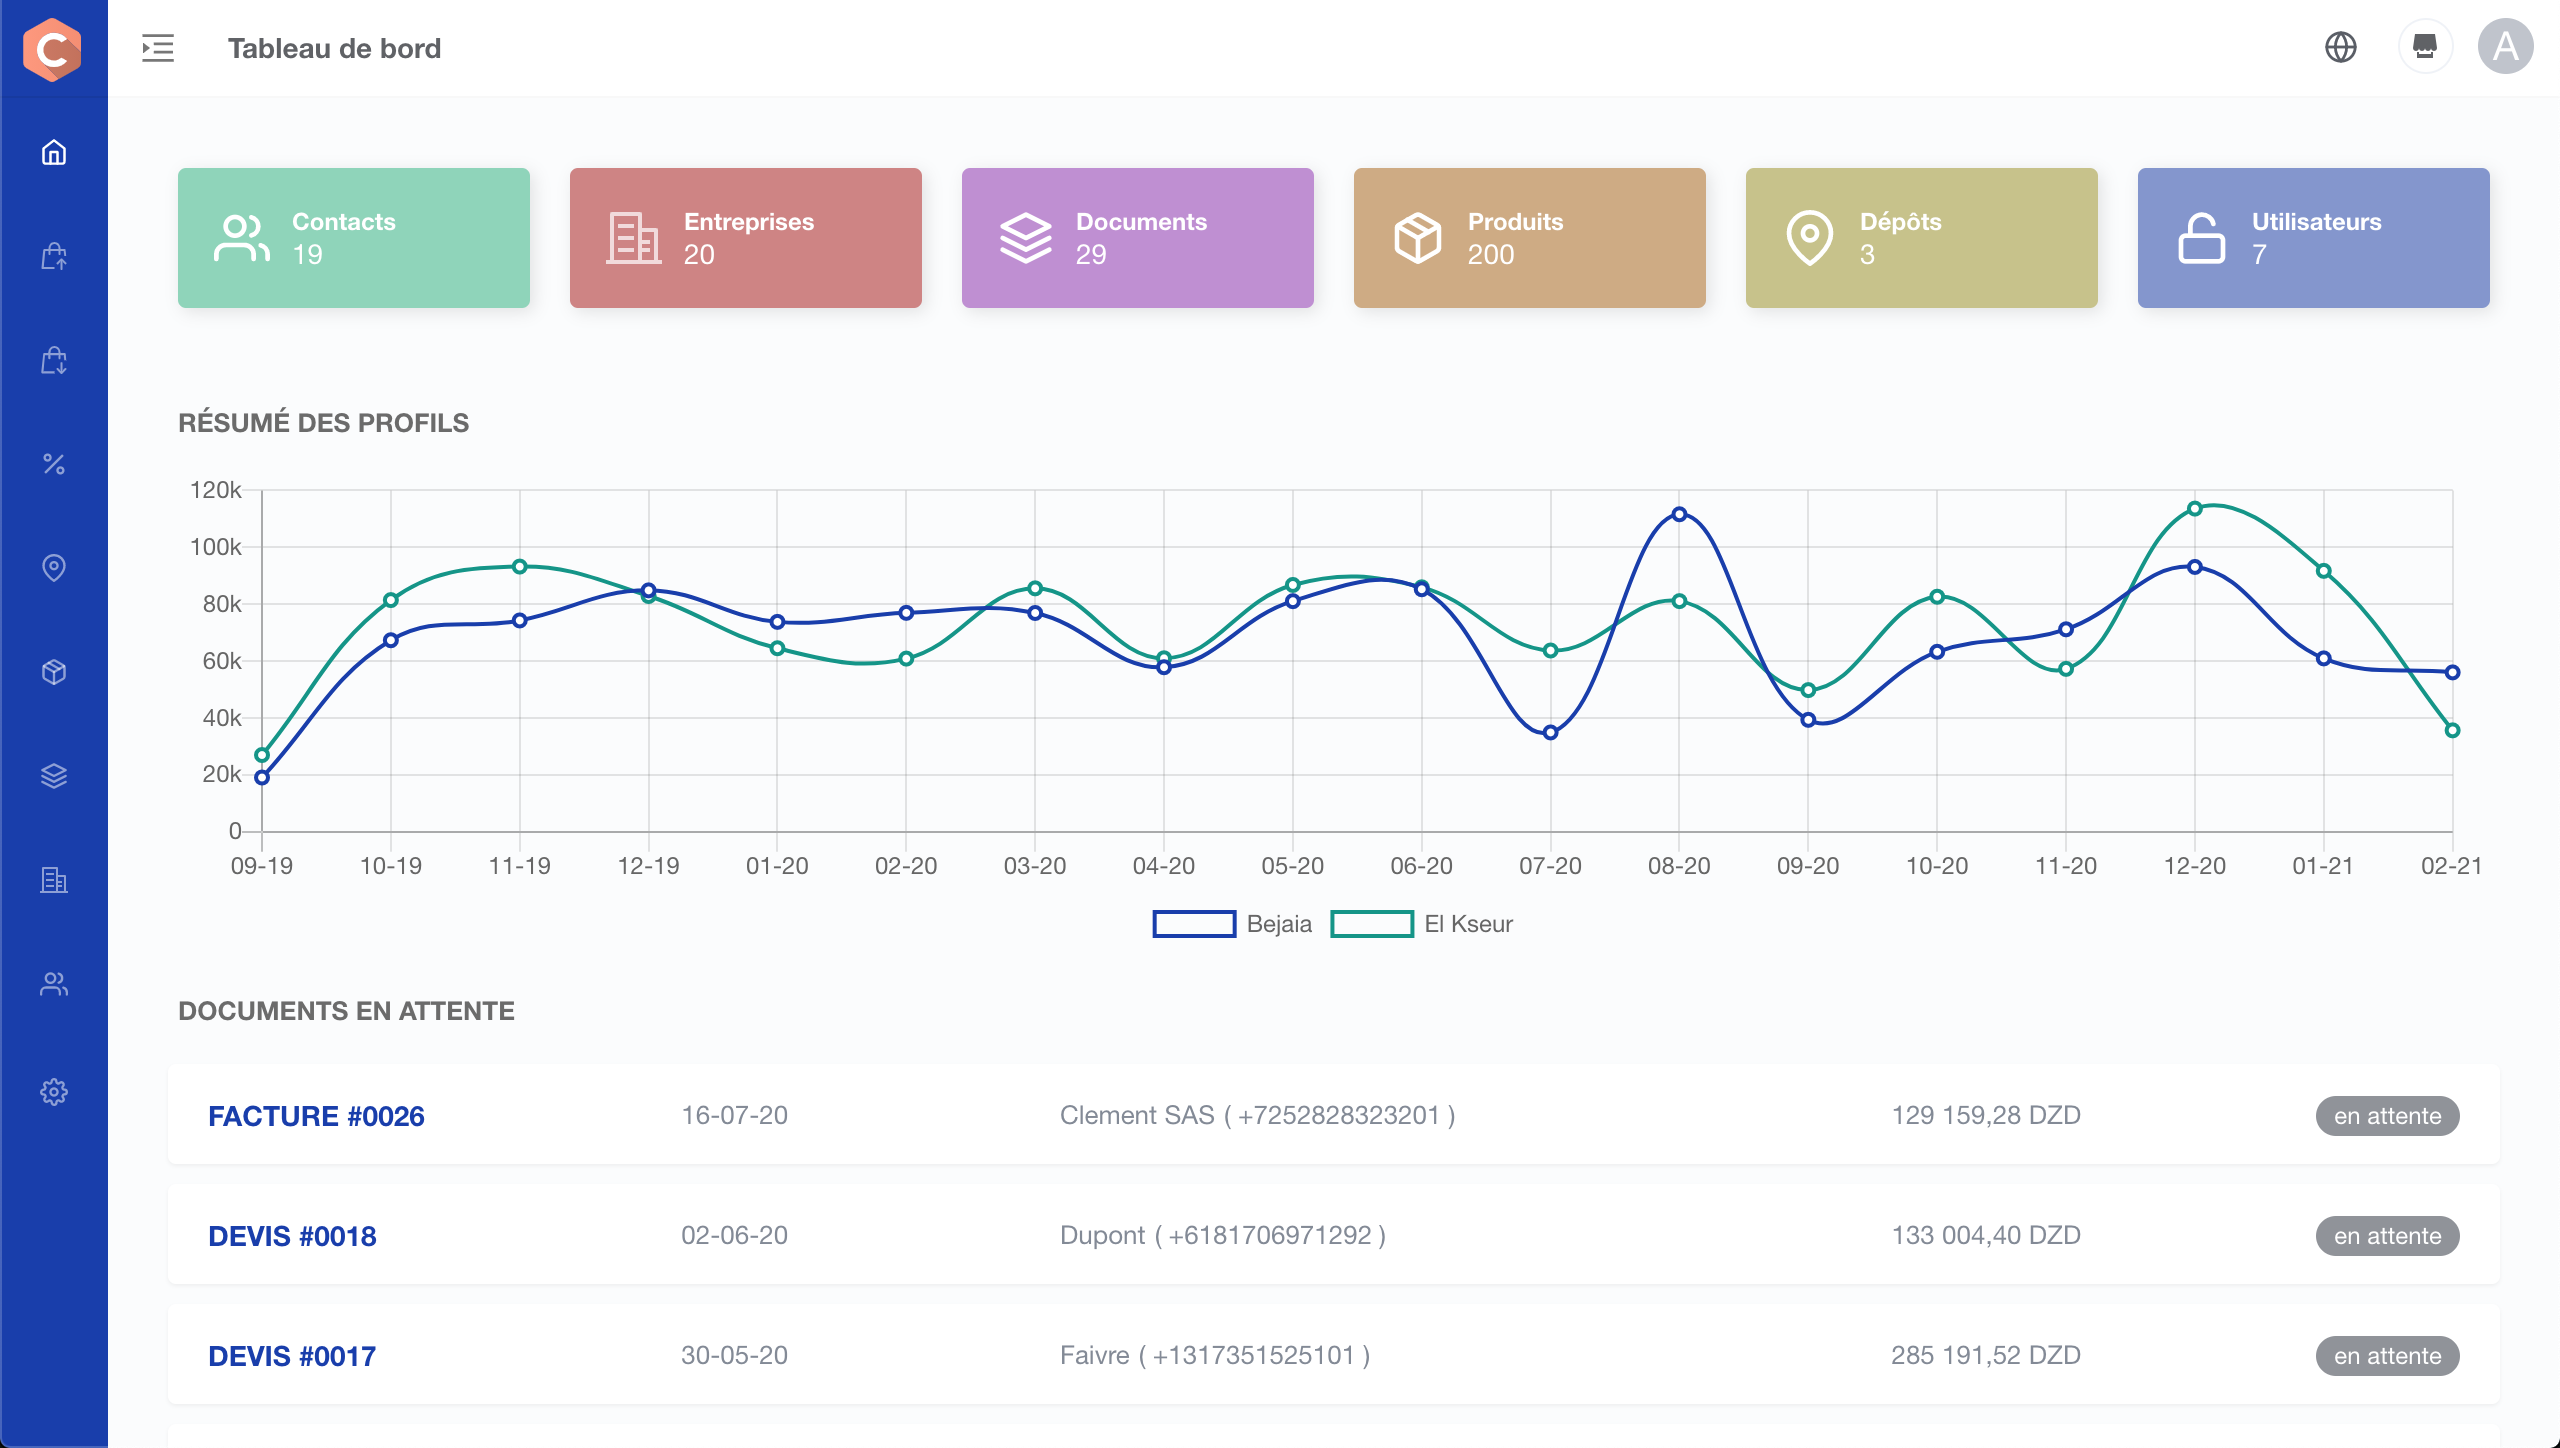 C
Tableau de bord
A
Contacts
19
Entreprises
20
Documents
29
Produits
200
Dépôts
3
Utilisateurs
7
RÉSUMÉ DES PROFILS
120k
100k
80k
60k
40k
20k
0
09-19 10-19 11-19 12-19 01-20 02-20 03-20 04-20 05-20 06-20 07-20 08-20 09-20 10-20 11-20 12-20 01-21 02-21
Bejaia El Kseur
DOCUMENTS EN ATTENTE
FACTURE #0026 16-07-20 Clement SAS ( +7252828323201 ) 129 159,28 DZD en attente
DEVIS #0018 02-06-20 Dupont ( +6181706971292 ) 133 004,40 DZD en attente
DEVIS #0017 30-05-20 Faivre ( +1317351525101 ) 285 191,52 DZD en attente